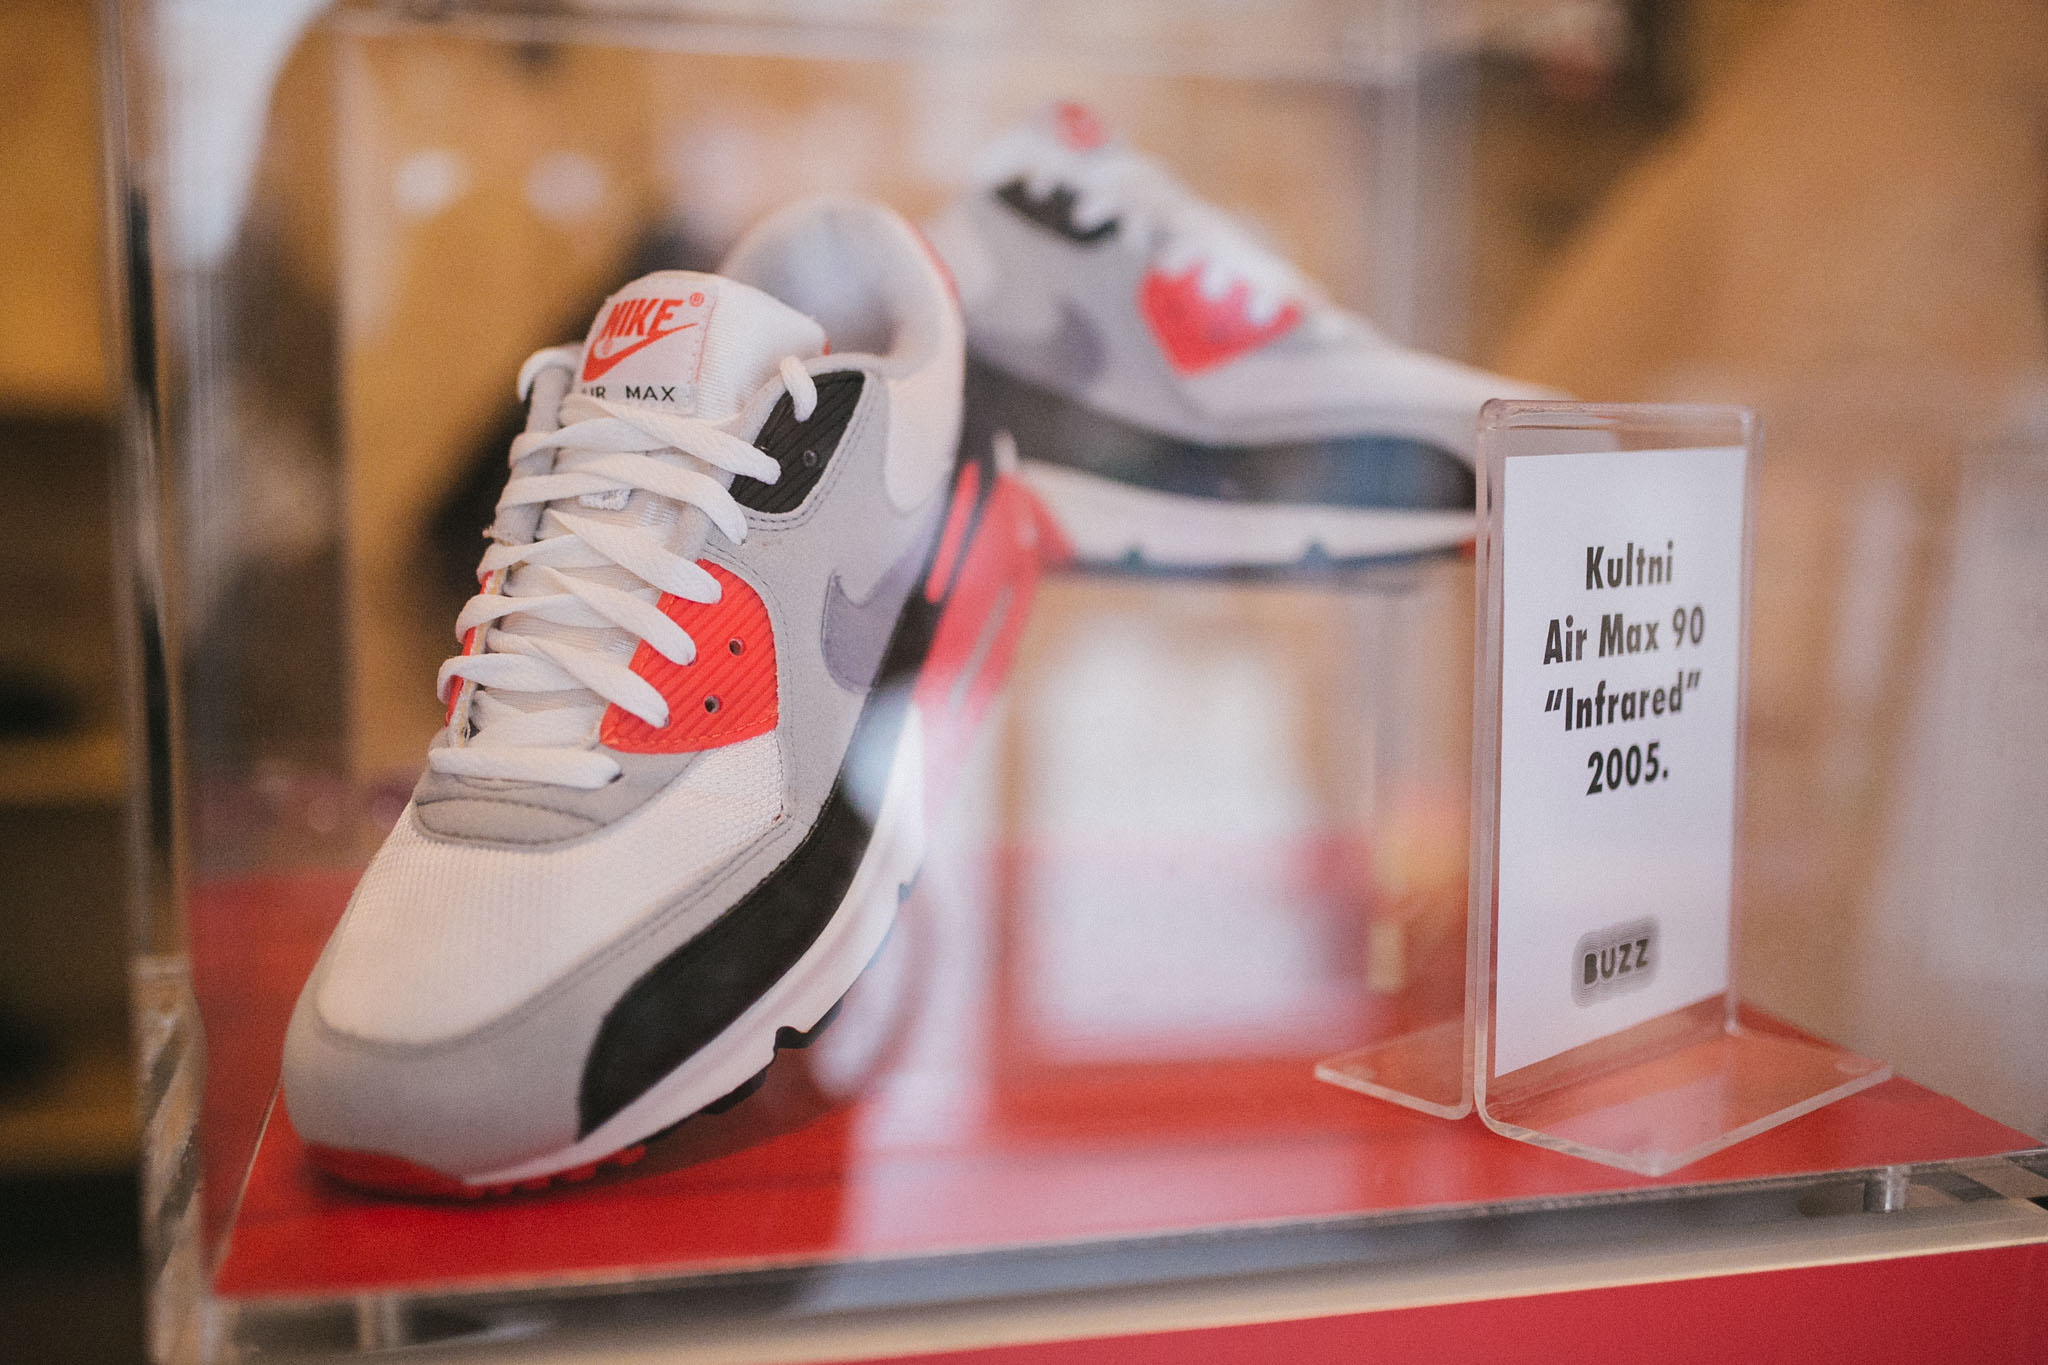 NIKE®
AIR MAX
Kultni
Air Max 90
"Infrared"
2005.
BUZZ